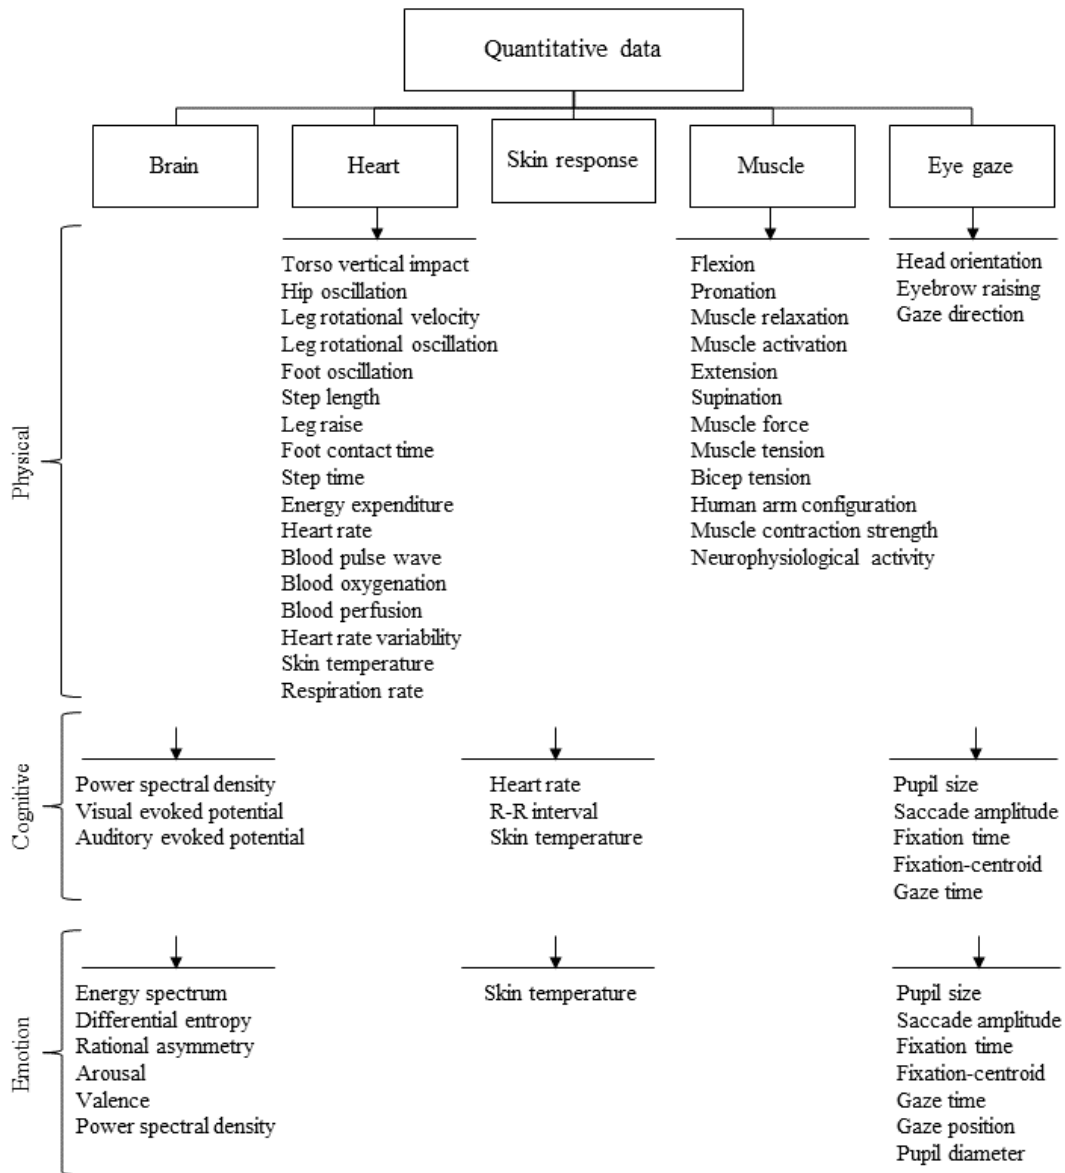 Quantitative data
Brain
Heart
Skin response
Muscle
Eye gaze
Physical
Torso vertical impact
Hip oscillation
Leg rotational velocity
Leg rotational oscillation
Foot oscillation
Step length
Leg raise
Foot contact time
Step time
Energy expenditure
Heart rate
Blood pulse wave
Blood oxygenation
Blood perfusion
Heart rate variability
Skin temperature
Respiration rate
Flexion
Pronation
Muscle relaxation
Muscle activation
Extension
Supination
Muscle force
Muscle tension
Bicep tension
Human arm configuration
Muscle contraction strength
Neurophysiological activity
Head orientation
Eyebrow raising
Gaze direction
Cognitive
Power spectral density
Visual evoked potential
Auditory evoked potential
Heart rate
R-R interval
Skin temperature
Pupil size
Saccade amplitude
Fixation time
Fixation-centroid
Gaze time
Emotion
Energy spectrum
Differential entropy
Rational asymmetry
Arousal
Valence
Power spectral density
Skin temperature
Pupil size
Saccade amplitude
Fixation time
Fixation-centroid
Gaze time
Gaze position
Pupil diameter